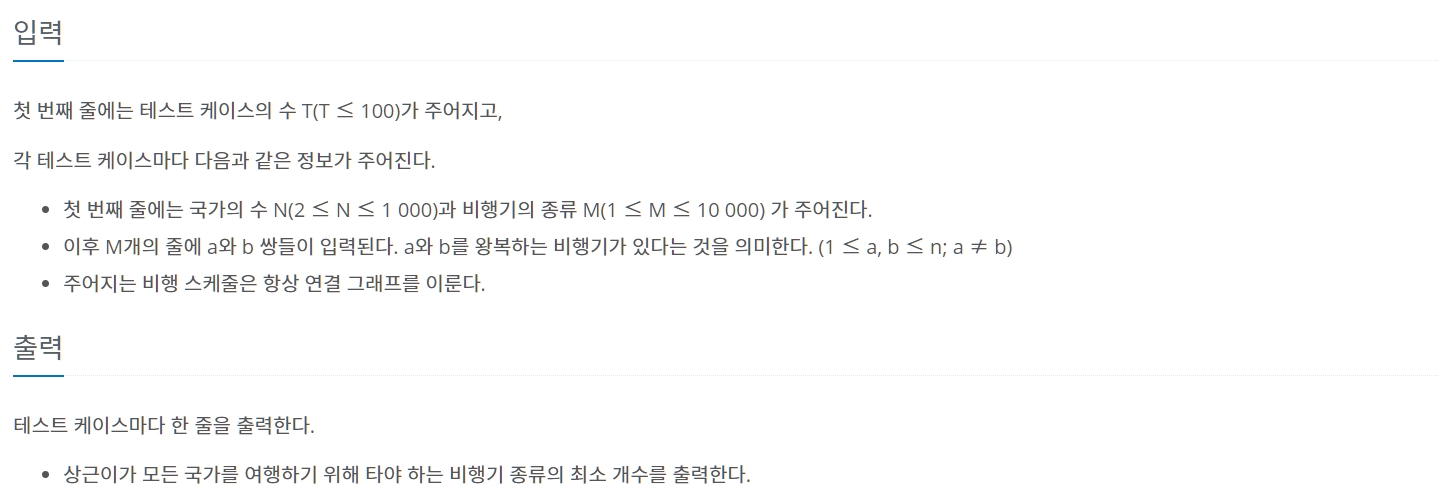 입력
첫 번째 줄에는 테스트 케이스의 수 T(T ≤ 100)가 주어지고,
각 테스트 케이스마다 다음과 같은 정보가 주어진다.
• 첫 번째 줄에는 국가의 수 N(2 ≤ N ≤ 1 000)과 비행기의 종류 M(1 ≤ M ≤ 10 000) 가 주어진다.
• 이후 M개의 줄에 a와 b 쌍들이 입력된다. a와 b를 왕복하는 비행기가 있다는 것을 의미한다. (1 ≤ a, b ≤ n; a ≠ b)
• 주어지는 비행 스케줄은 항상 연결 그래프를 이룬다.
출력
테스트 케이스마다 한 줄을 출력한다.
• 상근이가 모든 국가를 여행하기 위해 타야 하는 비행기 종류의 최소 개수를 출력한다.